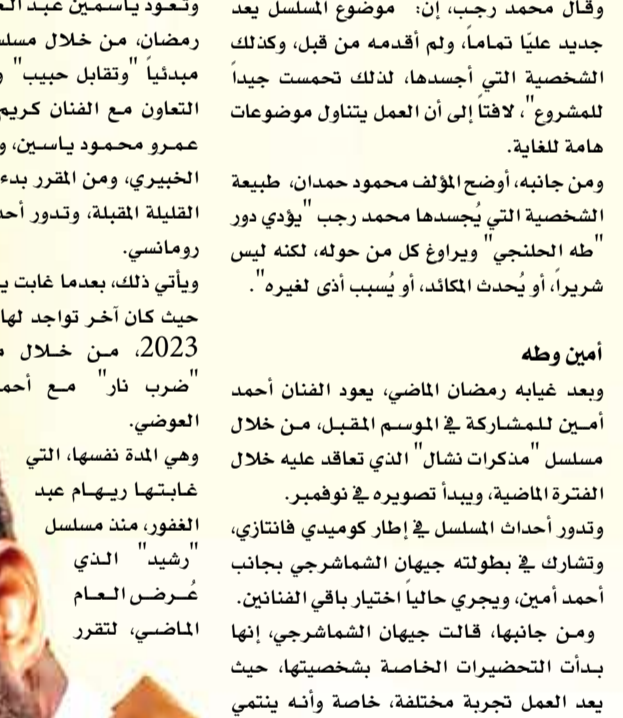 وقال محمد رجب، إن: موضوع المسلسل يعد
جديد عليّا تماماً، ولم أقدمه من قبل، وكذلك
الشخصية التي أجسدها، لذلك تحمست جيداً
للمشروع"، لافتاً إلى أن العمل يتناول موضوعات
هامة للغاية.
ومن جانبه، أوضح المؤلف محمود حمدان، طبيعة
الشخصية التي يُجسدها محمد رجب "يؤدي دور
"طه الحلنجي" ويراوغ كل من حوله، لكنه ليس
شريراً، أو يُحدث المكائد، أو يُسبب أذى لغيره".
أمين وطه
وبعد غيابه رمضان الماضي، يعود الفنان أحمد
أمين للمشاركة في الموسم المقبل، من خلال
مسلسل "مذكرات نشال" الذي تعاقد عليه خلال
الفترة الماضية، ويبدأ تصويره في نوفمبر.
وتدور أحداث المسلسل في إطار كوميدي فانتازي،
وتشارك في بطولته جيهان الشماشرجي بجانب
أحمد أمين، ويجري حالياً اختيار باقي الفنانين.
ومن جانبها، قالت جيهان الشماشرجي، إنها
بدأت التحضيرات الخاصة بشخصيتها، حيث
يعد العمل تجربة مختلفة، خاصة وأنه ينتمي
وتعود ياسمين عبد
رمضان، من خلال
مبدئياً "وتقابل حبيب"
التعاون مع الفنان كريم
عمرو محمود ياسين،
الخبيري، ومن المقرر بدء
القليلة المقبلة، وتدور
رومانسي.
ويأتي ذلك، بعدما غابت
حيث كان آخر تواجد لها
2023، من خلال
"ضرب نار" مع
العوضي.
وهي المدة نفسها، التي
غابتها ريهام عبد
الغفور، منذ مسلسل
"رشيد" الذي
عُرض العام
الماضي، لتقرر